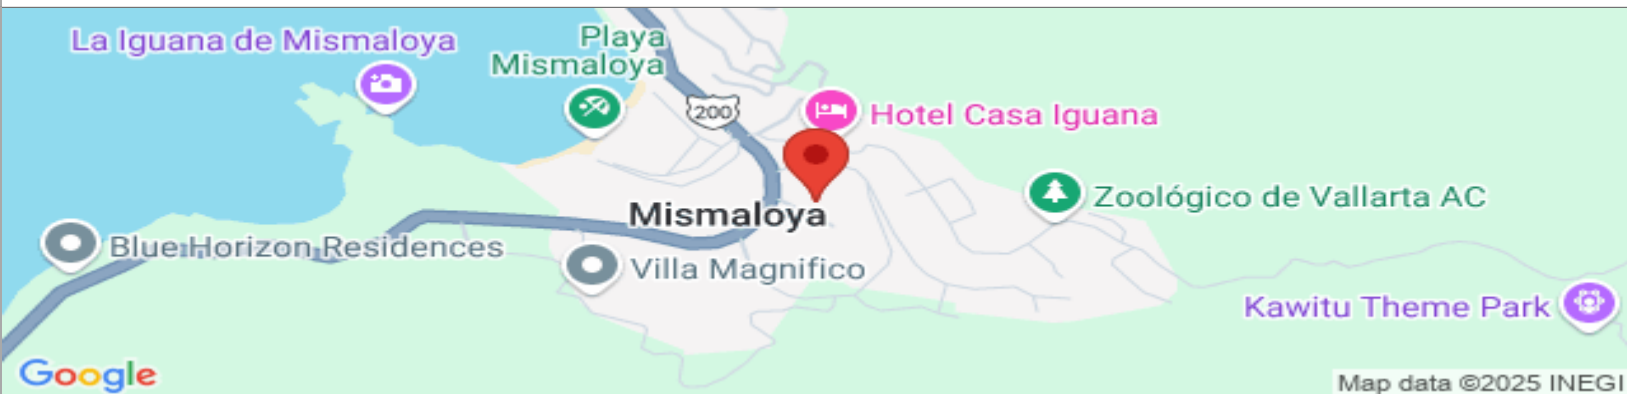 La Iguana de Mismaloya
Playa
Mismaloya
200
Hotel Casa Iguana
Zoológico de Vallarta AC
Mismaloya
Blue Horizon Residences
Villa Magnifico
Kawitu Theme Park
Google
Map data ©2025 INEGI